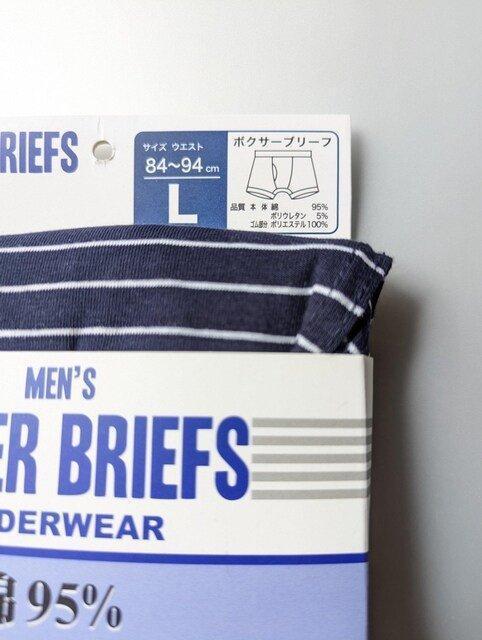 RIEFS
サイズ ウエスト
84〜94cm
L
ボクサーブリーフ
品質 本 体 綿 95%
ポリウレタン 5%
ゴム部分 ポリエステル100%
MEN'S
ER BRIEFS
DERWEAR
綿 95%